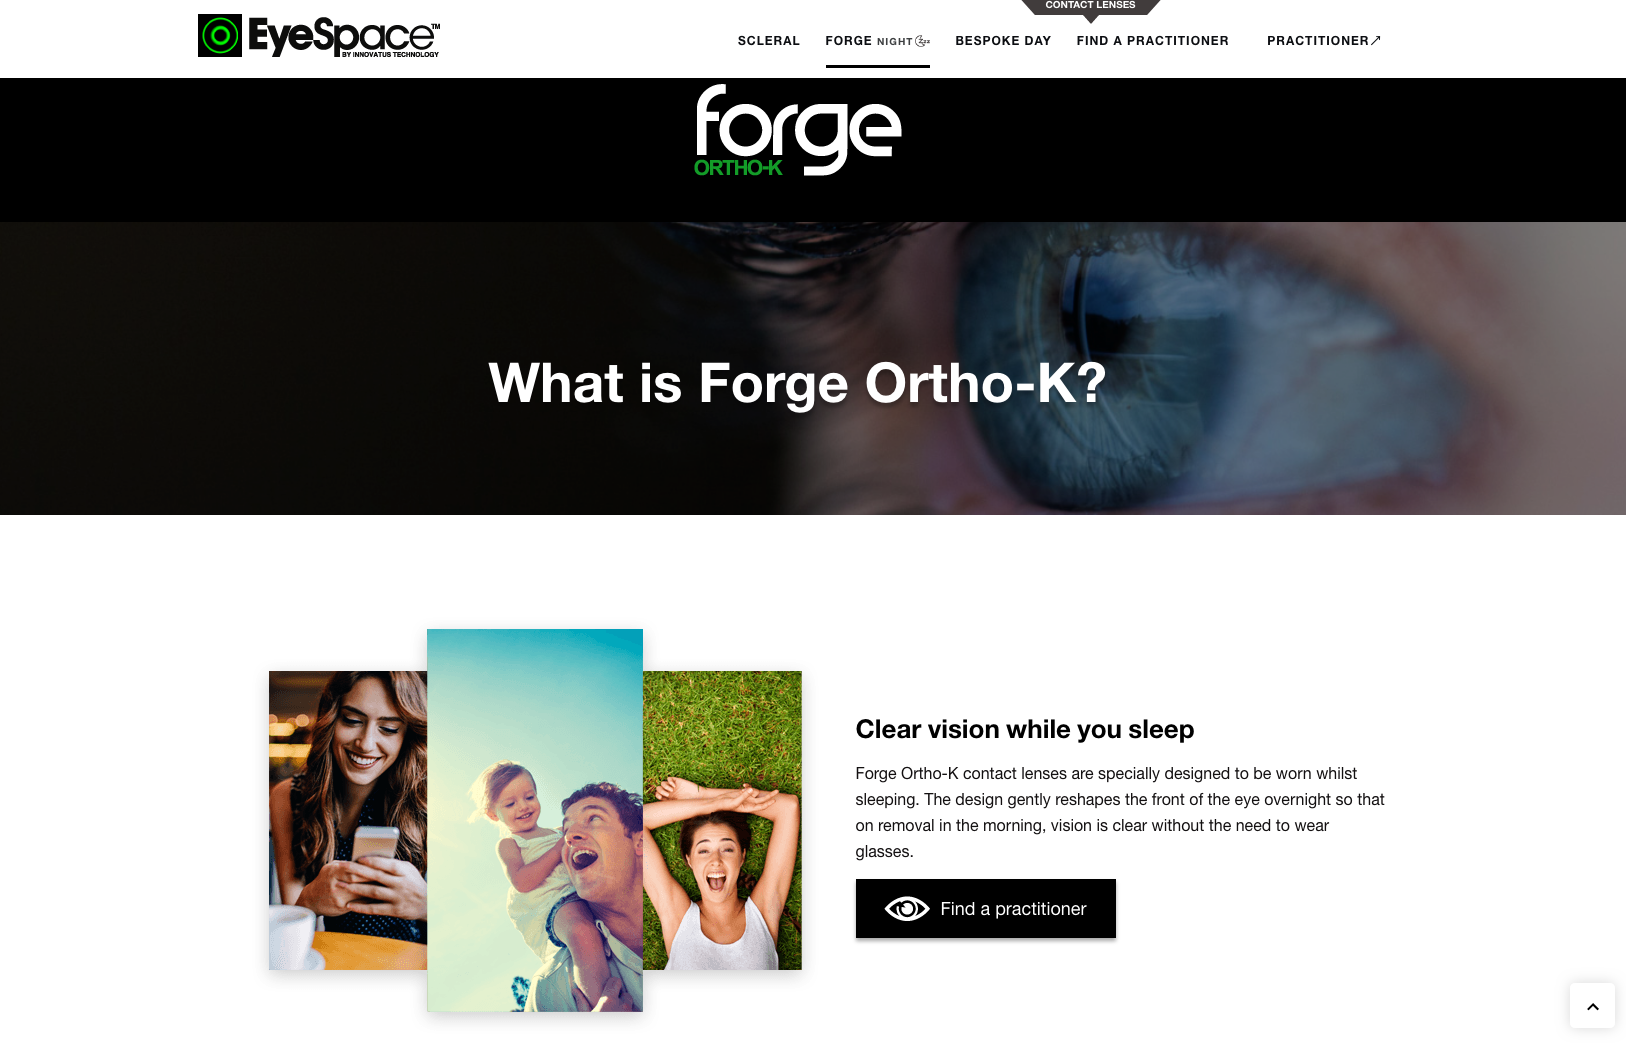 CONTACT LENSES
EyeSpace™
BY INNOVATUS TECHNOLOGY
SCLERAL FORGE NIGHT BESPOKE DAY FIND A PRACTITIONER PRACTITIONER↗
forge
ORTHO-K
What is Forge Ortho-K?
Clear vision while you sleep
Forge Ortho-K contact lenses are specially designed to be worn whilst
sleeping. The design gently reshapes the front of the eye overnight so that
on removal in the morning, vision is clear without the need to wear
glasses.
Find a practitioner